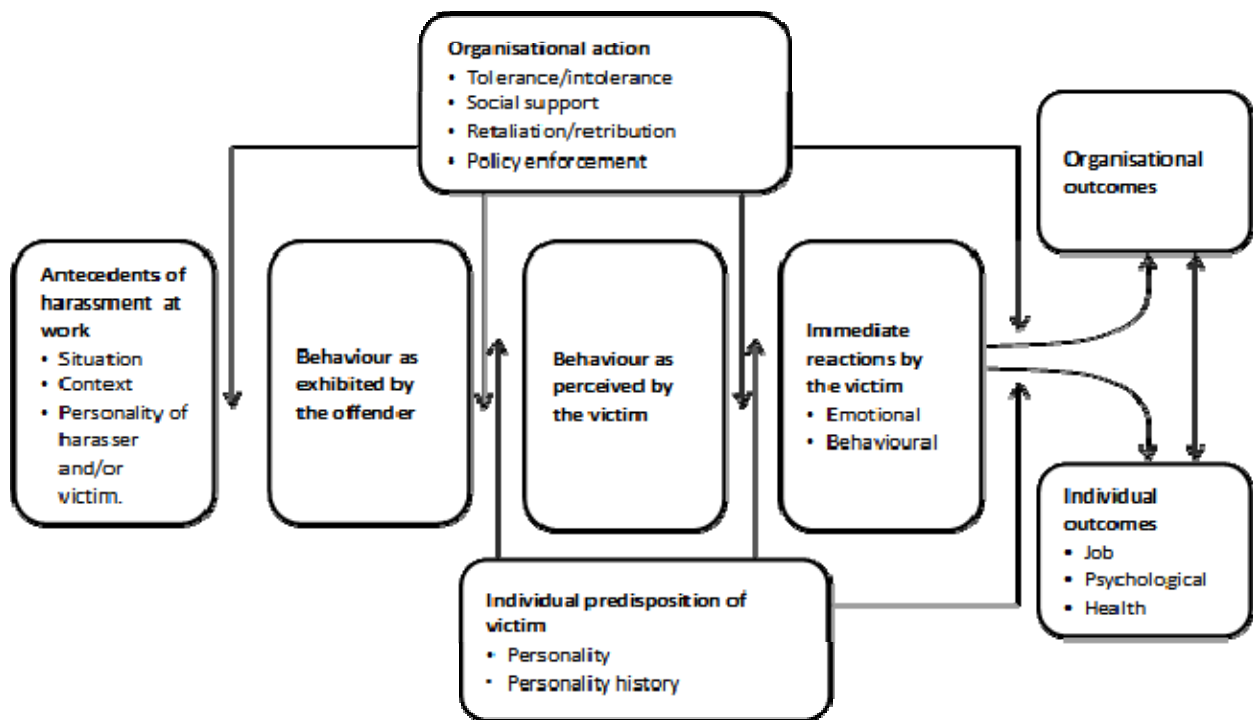 Organisational action
• Tolerance/intolerance
• Social support
• Retaliation/retribution
• Policy enforcement
Organisational
outcomes
Antecedents of
harassment at
work
• Situation
• Context
• Personality of
harasser
and/or
victim.
Behaviour as
exhibited by
the offender
Behaviour as
perceived by
the victim
Immediate
reactions by
the victim
• Emotional
• Behavioural
Individual
outcomes
• Job
• Psychological
• Health
Individual predisposition of
victim
• Personality
• Personality history